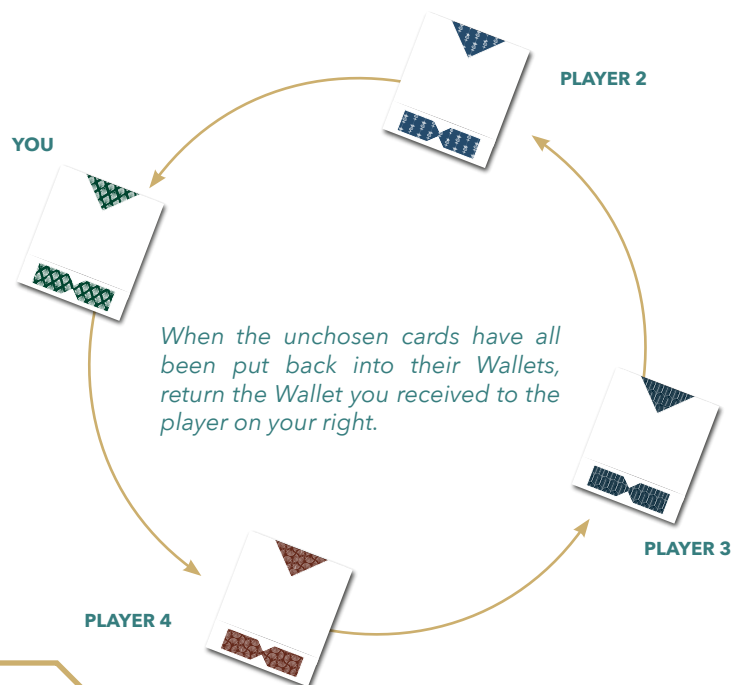 PLAYER 2
YOU
When the unchosen cards have all
been put back into their Wallets,
return the Wallet you received to the
player on your right.
PLAYER 3
PLAYER 4